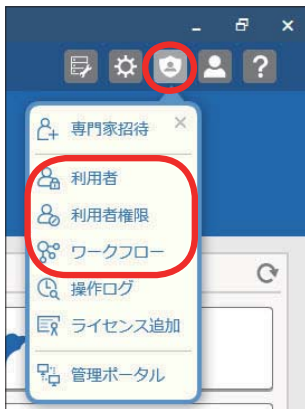 ?
専門家招待
利用者
利用者権限
ワークフロー
操作ログ
ライセンス追加
管理ポータル